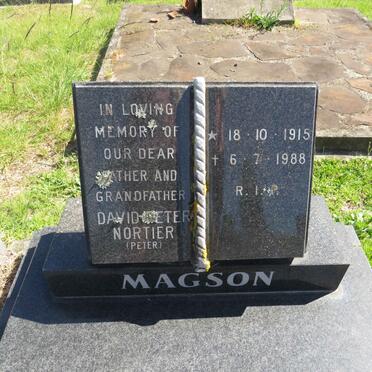 IN LOVING
MEMORY OF
OUR DEAR
FATHER AND
GRANDFATHER
DAVID PETER
NORTIER
(PETER)
* 18-10-1915
† 6-7-1988
R.I.P.
MAGSON